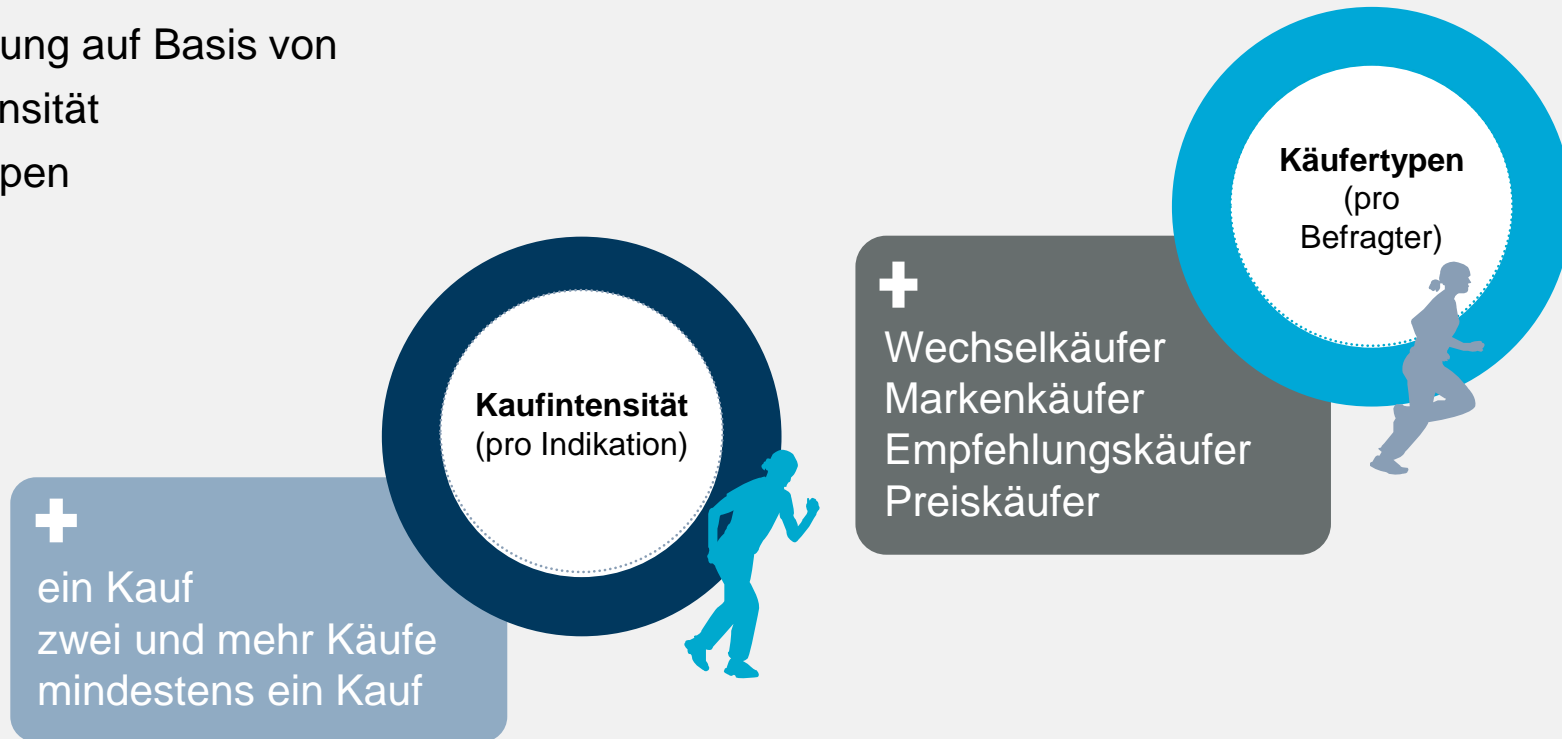 ung auf Basis von
nsität
pen
Kaufintensität
(pro Indikation)
ein Kauf
zwei und mehr Käufe
mindestens ein Kauf
Käufertypen
(pro
Befragter)
Wechselkäufer
Markenkäufer
Empfehlungskäufer
Preiskäufer